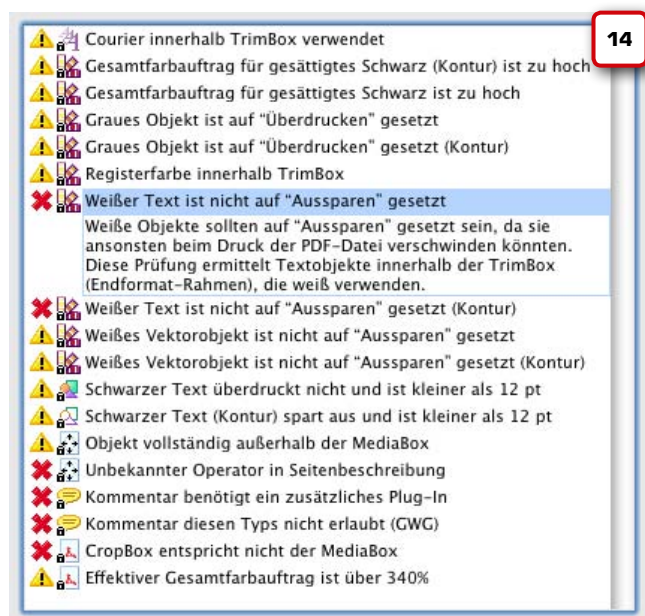 14
Courier innerhalb TrimBox verwendet
Gesamtfarbauftrag für gesättigtes Schwarz (Kontur) ist zu hoch
Gesamtfarbauftrag für gesättigtes Schwarz ist zu hoch
Graues Objekt ist auf “Überdrucken” gesetzt
Graues Objekt ist auf “Überdrucken” gesetzt (Kontur)
Registerfarbe innerhalb TrimBox
Weißer Text ist nicht auf “Aussparen” gesetzt
Weiße Objekte sollten auf “Aussparen” gesetzt sein, da sie
ansonsten beim Druck der PDF-Datei verschwinden könnten.
Diese Prüfung ermittelt Textobjekte innerhalb der TrimBox
(Endformat-Rahmen), die weiß verwenden.
Weißer Text ist nicht auf “Aussparen” gesetzt (Kontur)
Weißes Vektorobjekt ist nicht auf “Aussparen” gesetzt
Weißes Vektorobjekt ist nicht auf “Aussparen” gesetzt (Kontur)
Schwarzer Text überdruckt nicht und ist kleiner als 12 pt
Schwarzer Text (Kontur) spart aus und ist kleiner als 12 pt
Objekt vollständig außerhalb der MediaBox
Unbekannter Operator in Seitenbeschreibung
Kommentar benötigt ein zusätzliches Plug-In
Kommentar diesen Typs nicht erlaubt (GWG)
CropBox entspricht nicht der MediaBox
Effektiver Gesamtfarbauftrag ist über 340%